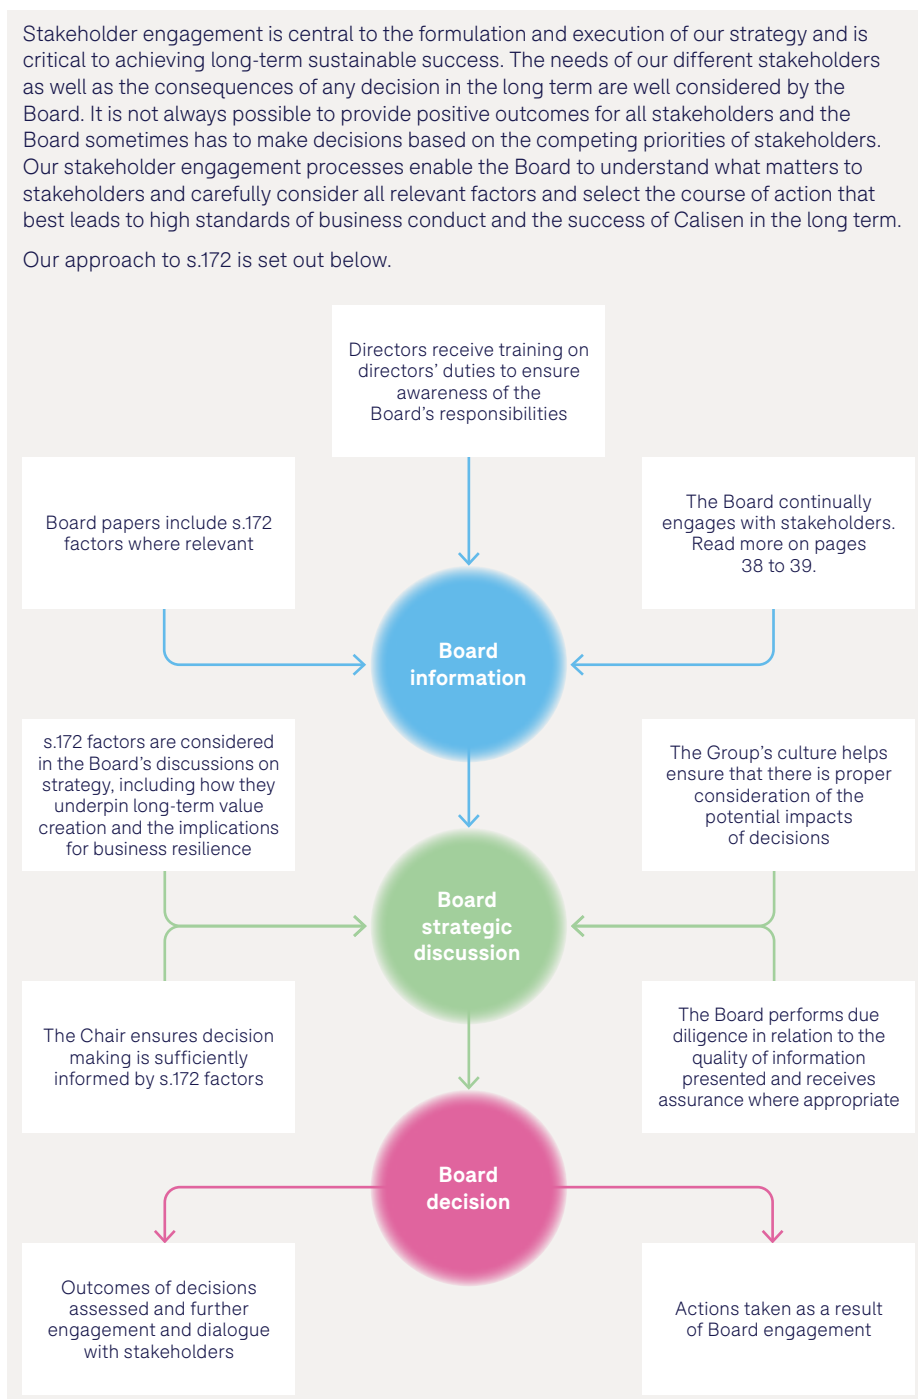 Stakeholder engagement is central to the formulation and execution of our strategy and is
critical to achieving long-term sustainable success. The needs of our different stakeholders
as well as the consequences of any decision in the long term are well considered by the
Board. It is not always possible to provide positive outcomes for all stakeholders and the
Board sometimes has to make decisions based on the competing priorities of stakeholders.
Our stakeholder engagement processes enable the Board to understand what matters to
stakeholders and carefully consider all relevant factors and select the course of action that
best leads to high standards of business conduct and the success of Calisen in the long term.
Our approach to s.172 is set out below.
Directors receive training on
directors’ duties to ensure
awareness of the
Board’s responsibilities
Board papers include s.172
factors where relevant
The Board continually
engages with stakeholders.
Read more on pages
38 to 39.
Board
information
s.172 factors are considered
in the Board’s discussions on
strategy, including how they
underpin long-term value
creation and the implications
for business resilience
The Group’s culture helps
ensure that there is proper
consideration of the
potential impacts
of decisions
Board
strategic
discussion
The Chair ensures decision
making is sufficiently
informed by s.172 factors
The Board performs due
diligence in relation to the
quality of information
presented and receives
assurance where appropriate
Board
decision
Outcomes of decisions
assessed and further
engagement and dialogue
with stakeholders
Actions taken as a result
of Board engagement